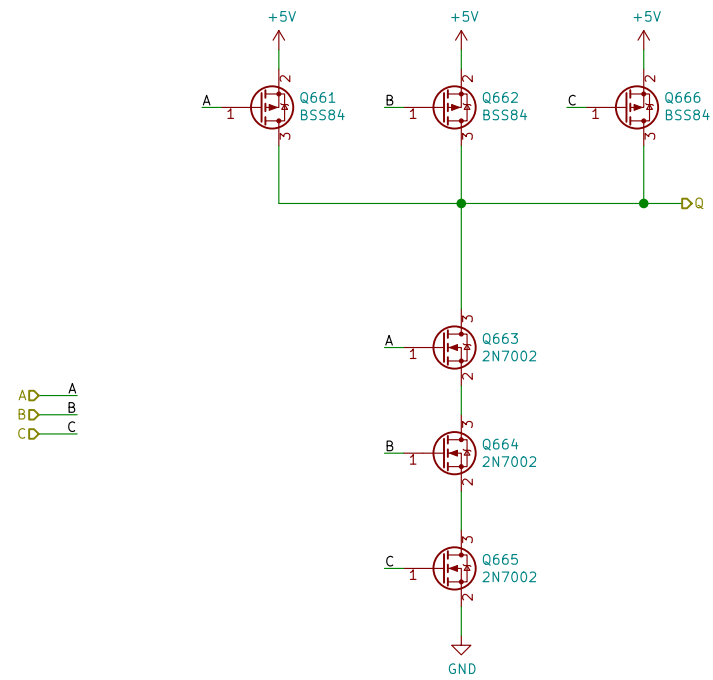 +5V +5V +5V
2 2 2
A 1 Q661 B 1 Q662 C 1 Q666
BSS84 BSS84 BSS84
3 3 3
Q
3
A 1 Q663
2N7002
2
A A
B B
C C
3
B 1 Q664
2N7002
2
3
C 1 Q665
2N7002
2
GND